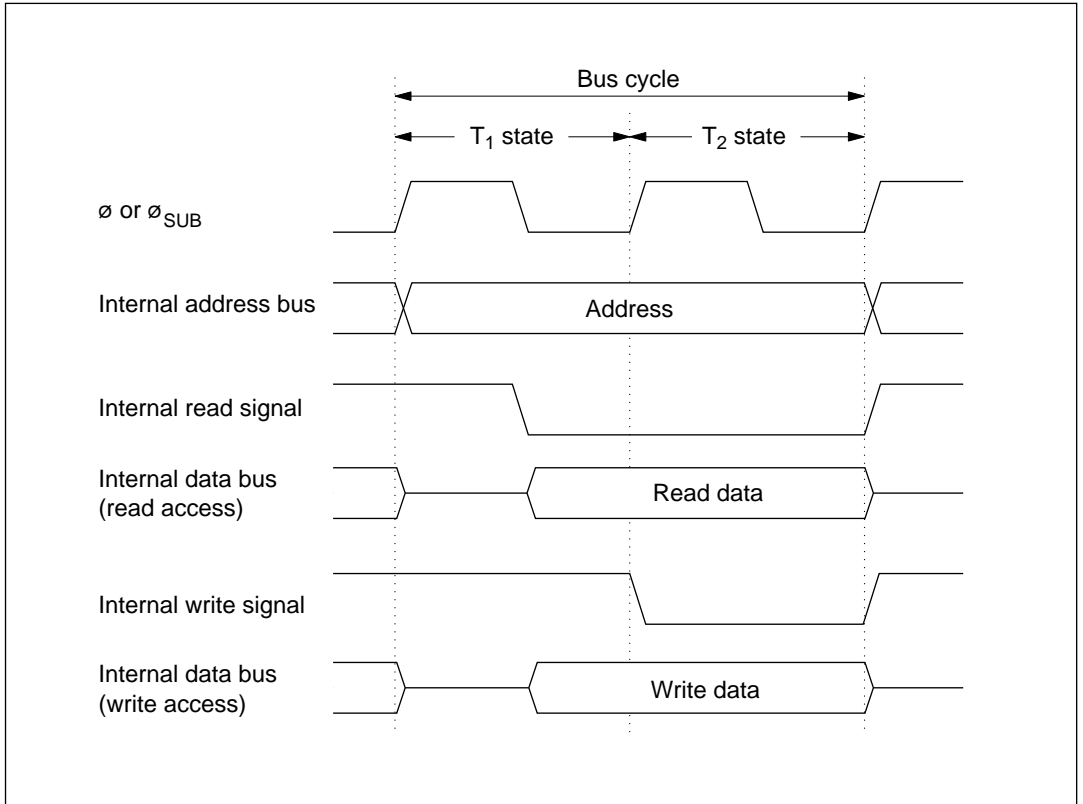 Bus cycle
T₁ state
T₂ state
ø or øSUB
Internal address bus
Address
Internal read signal
Internal data bus
(read access)
Read data
Internal write signal
Internal data bus
(write access)
Write data